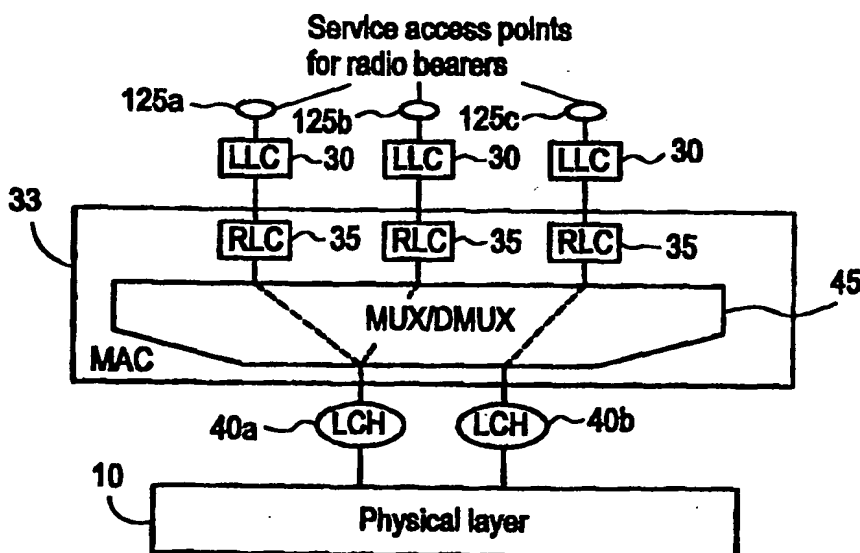 Service access points
for radio bearers
125a
125b
125c
LLC 30
LLC 30
LLC 30
33
RLC 35
RLC 35
RLC 35
45
MUX/DMUX
MAC
40a LCH
LCH 40b
10
Physical layer